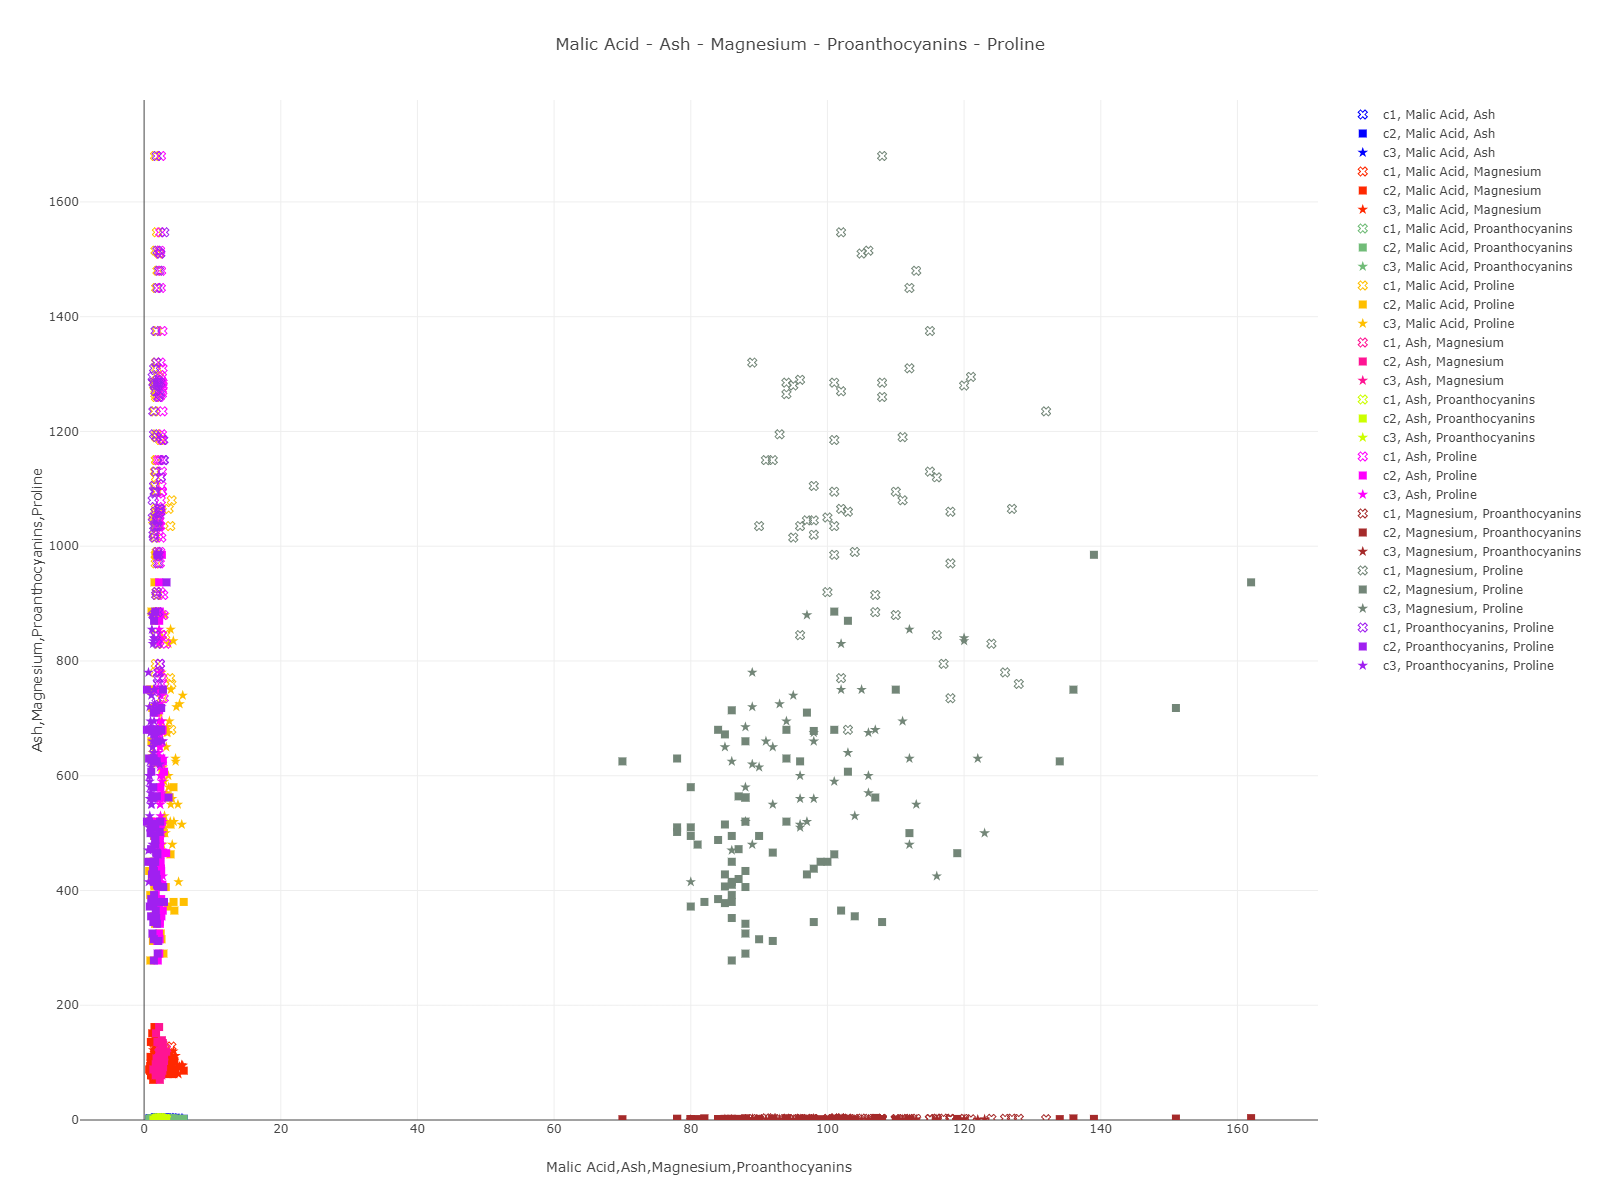 Malic Acid - Ash - Magnesium - Proanthocyanins - Proline
Ash,Magnesium,Proanthocyanins,Proline
1600
1400
1200
1000
800
600
400
200
0
0
20
40
60
80
100
120
140
160
Malic Acid,Ash,Magnesium,Proanthocyanins
c1, Malic Acid, Ash
c2, Malic Acid, Ash
c3, Malic Acid, Ash
c1, Malic Acid, Magnesium
c2, Malic Acid, Magnesium
c3, Malic Acid, Magnesium
c1, Malic Acid, Proanthocyanins
c2, Malic Acid, Proanthocyanins
c3, Malic Acid, Proanthocyanins
c1, Malic Acid, Proline
c2, Malic Acid, Proline
c3, Malic Acid, Proline
c1, Ash, Magnesium
c2, Ash, Magnesium
c3, Ash, Magnesium
c1, Ash, Proanthocyanins
c2, Ash, Proanthocyanins
c3, Ash, Proanthocyanins
c1, Ash, Proline
c2, Ash, Proline
c3, Ash, Proline
c1, Magnesium, Proanthocyanins
c2, Magnesium, Proanthocyanins
c3, Magnesium, Proanthocyanins
c1, Magnesium, Proline
c2, Magnesium, Proline
c3, Magnesium, Proline
c1, Proanthocyanins, Proline
c2, Proanthocyanins, Proline
c3, Proanthocyanins, Proline